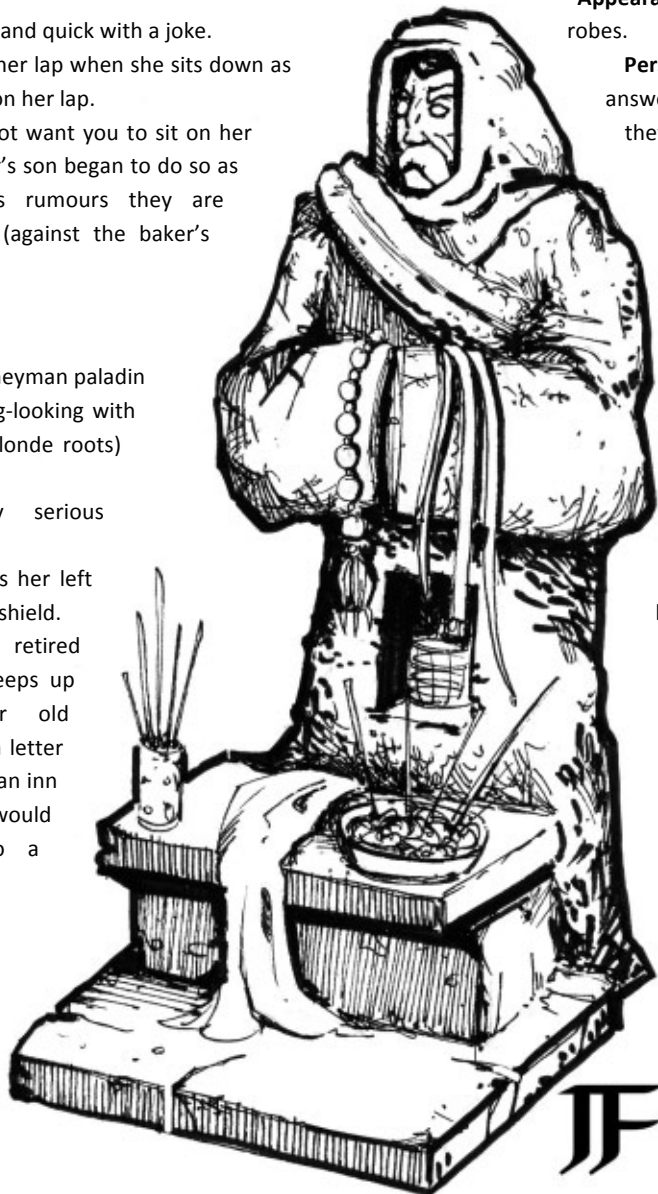 and quick with a joke.
her lap when she sits down as
on her lap.
ot want you to sit on her
's son began to do so as
s rumours they are
(against the baker's
neyman paladin
g-looking with
londe roots)
y serious
s her left
shield.
retired
eeps up
r old
letter
an inn
would
o a
Appeara
robes.
Per
answe
the
JF